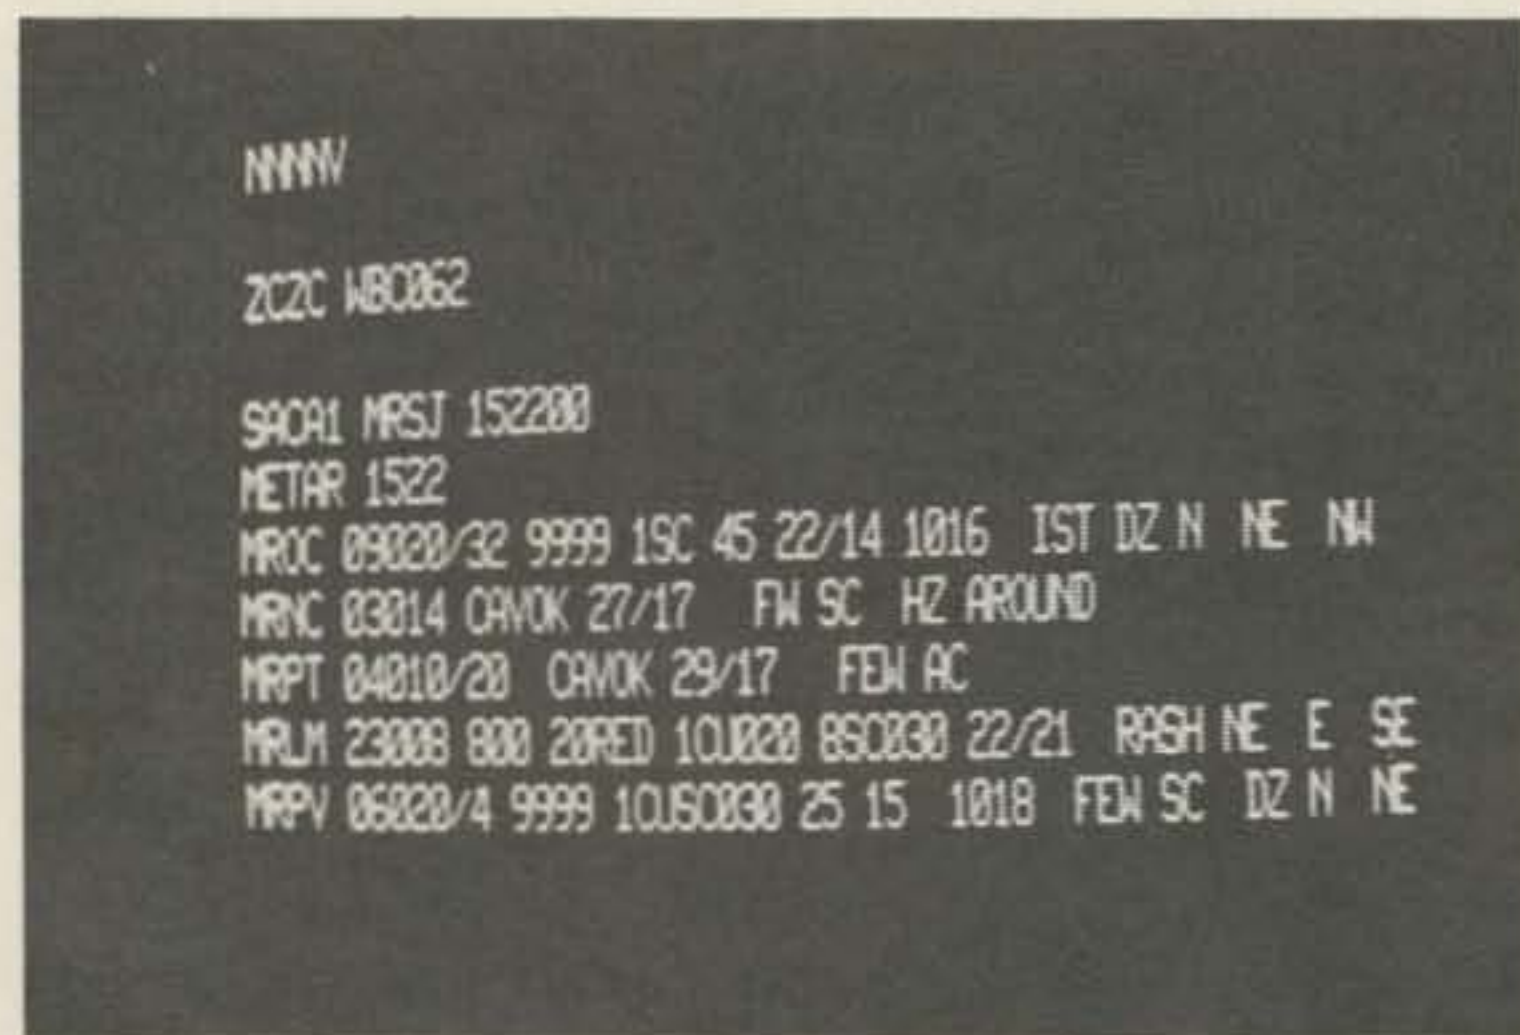 NNNNV
ZCZC WBC062
SACA1 MRSJ 152200
METAR 1522
MROC 09020/32 9999 1SC 45 22/14 1016 IST DZ N NE NW
MRNC 03014 CAVOK 27/17 FW SC HZ AROUND
MRPT 04010/20 CAVOK 29/17 FEW AC
MRLM 23008 800 20RED 1CU020 8SC030 22/21 RASH NE E SE
MRPV 06020/4 9999 1CUSC030 25 15 1018 FEW SC DZ N NE